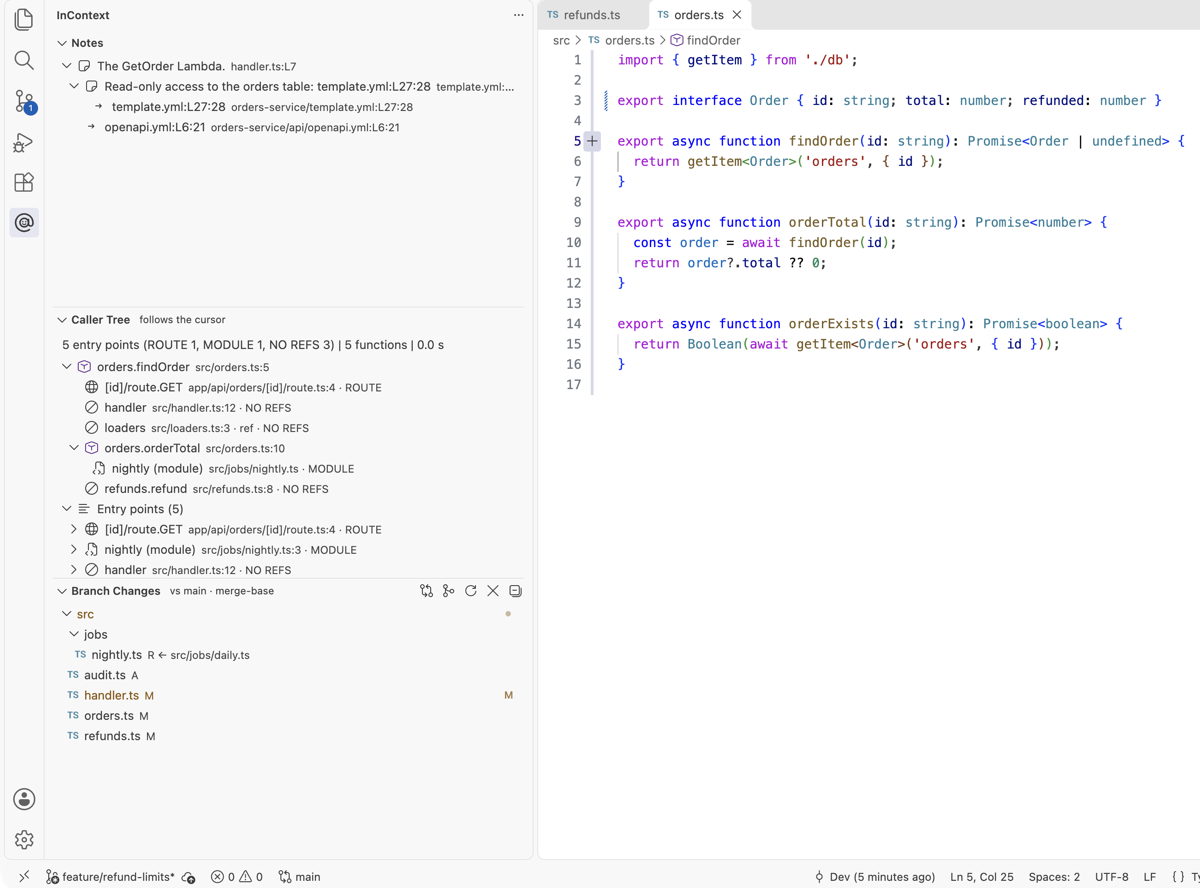 InContext
Notes
The GetOrder Lambda. handler.ts:L7
Read-only access to the orders table: template.yml:L27:28 template.yml:...
template.yml:L27:28 orders-service/template.yml:L27:28
openapi.yml:L6:21 orders-service/api/openapi.yml:L6:21
Caller Tree follows the cursor
5 entry points (ROUTE 1, MODULE 1, NO REFS 3) | 5 functions | 0.0 s
orders.findOrder src/orders.ts:5
[id]/route.GET app/api/orders/[id]/route.ts:4 · ROUTE
handler src/handler.ts:12 · NO REFS
loaders src/loaders.ts:3 · ref · NO REFS
orders.orderTotal src/orders.ts:10
nightly (module) src/jobs/nightly.ts · MODULE
refunds.refund src/refunds.ts:8 · NO REFS
Entry points (5)
[id]/route.GET app/api/orders/[id]/route.ts:4 · ROUTE
nightly (module) src/jobs/nightly.ts:3 · MODULE
handler src/handler.ts:12 · NO REFS
Branch Changes vs main · merge-base
src
jobs
TS nightly.ts R ← src/jobs/daily.ts
TS audit.ts A
TS handler.ts M M
TS orders.ts M
TS refunds.ts M
1
TS refunds.ts TS orders.ts
src > TS orders.ts > findOrder
1 import { getItem } from './db';
2
3 export interface Order { id: string; total: number; refunded: number }
4
5 export async function findOrder(id: string): Promise<Order | undefined> {
6 return getItem<Order>('orders', { id });
7 }
8
9 export async function orderTotal(id: string): Promise<number> {
10 const order = await findOrder(id);
11 return order?.total ?? 0;
12 }
13
14 export async function orderExists(id: string): Promise<boolean> {
15 return Boolean(await getItem<Order>('orders', { id }));
16 }
17
feature/refund-limits* 0 0 main Dev (5 minutes ago) Ln 5, Col 25 Spaces: 2 UTF-8 LF { } Ty